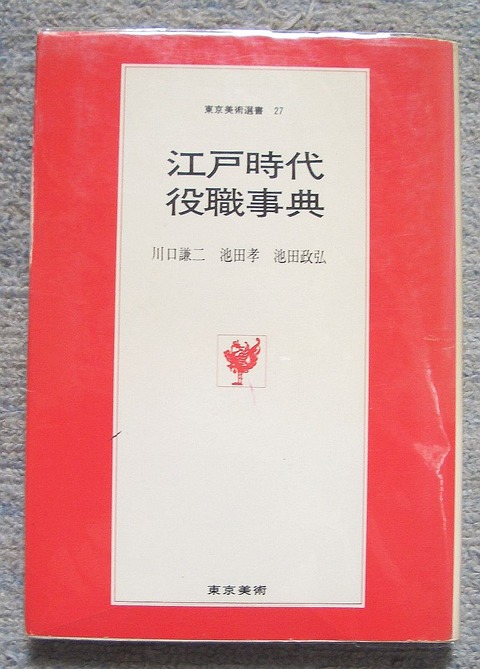 東京美術選書 27
江戸時代
役職事典
川口謙二 池田孝 池田政弘
東京美術